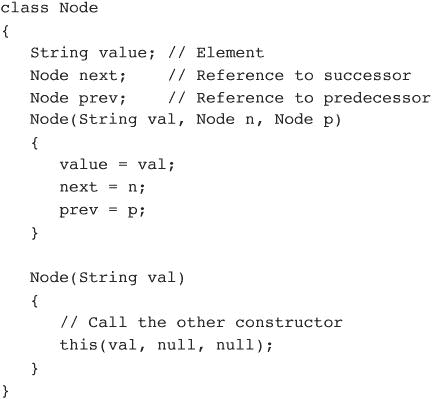 class Node
{
   String value; // Element
   Node next;    // Reference to successor
   Node prev;    // Reference to predecessor
   Node(String val, Node n, Node p)
   {
      value = val;
      next = n;
      prev = p;
   }

   Node(String val)
   {
      // Call the other constructor
      this(val, null, null);
   }
}